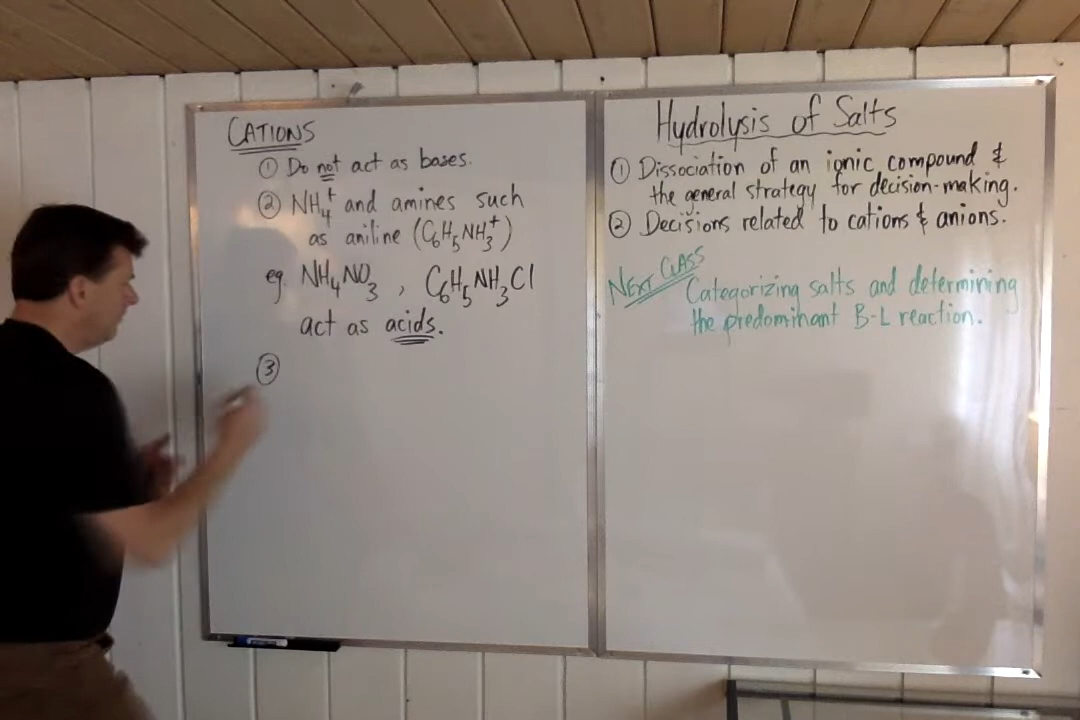 CATIONS
① Do not act as bases.
② NH₄⁺ and amines such
as aniline (C₆H₅NH₃⁺)
eg. NH₄NO₃ , C₆H₅NH₃Cl
act as acids.
③
Hydrolysis of Salts
① Dissociation of an ionic compound &
the general strategy for decision-making.
② Decisions related to cations & anions.
NEXT CLASS
Categorizing salts and determining
the predominant B-L reaction.